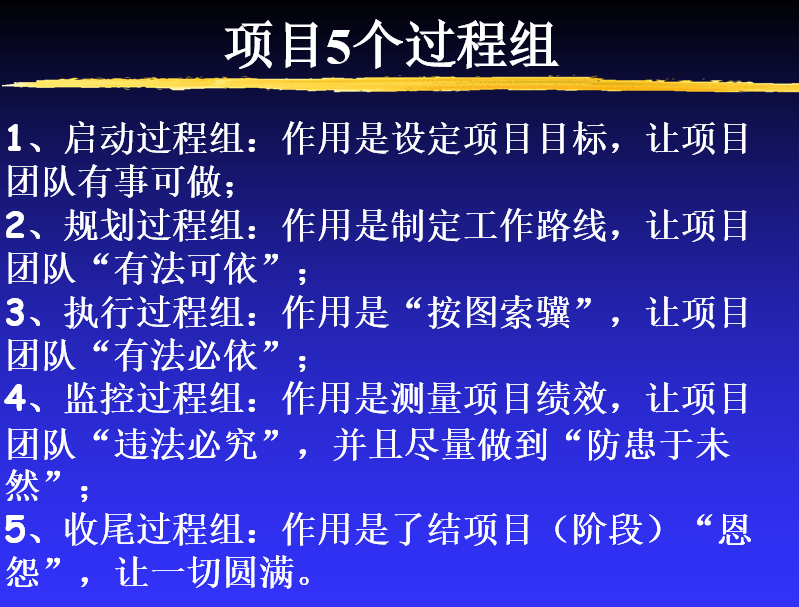 项目5个过程组
1、启动过程组：作用是设定项目目标，让项目
团队有事可做；
2、规划过程组：作用是制定工作路线，让项目
团队“有法可依”；
3、执行过程组：作用是“按图索骥”，让项目
团队“有法必依”；
4、监控过程组：作用是测量项目绩效，让项目
团队“违法必究”，并且尽量做到“防患于未
然”；
5、收尾过程组：作用是了结项目（阶段）“恩
怨”，让一切圆满。